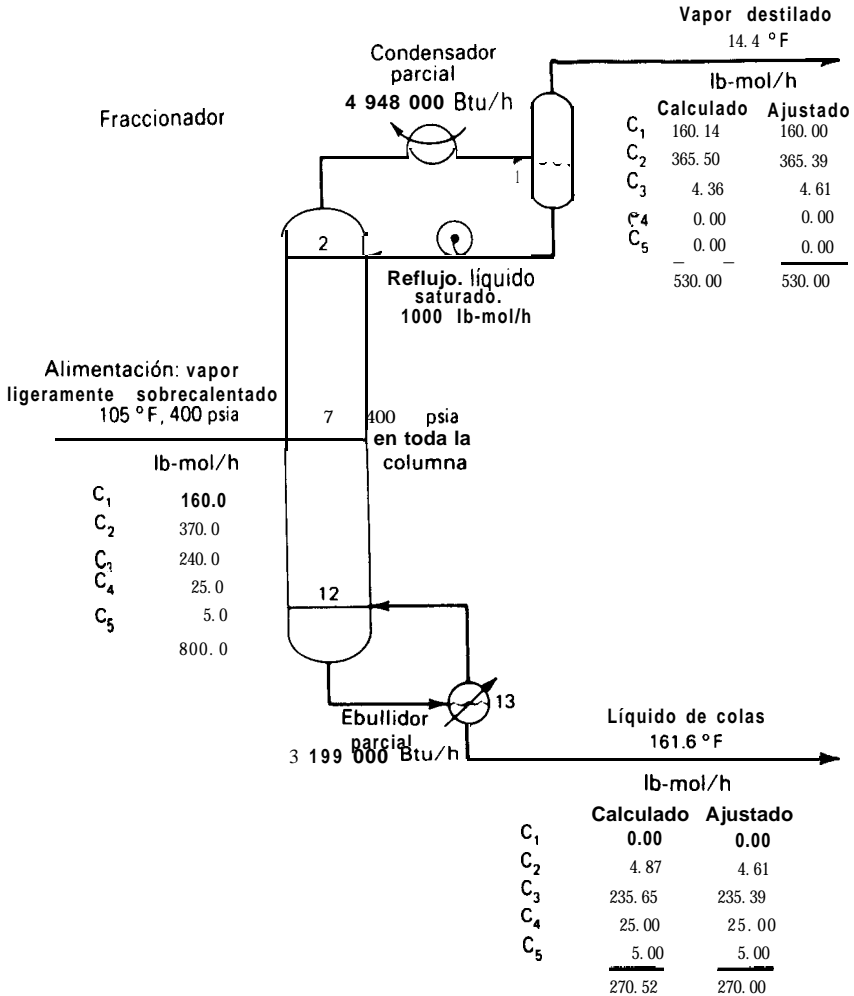 Vapor destilado
14.4 °F
lb-mol/h
Calculado Ajustado
C1 160.14 160.00
C2 365.50 365.39
C3 4.36 4.61
C4 0.00 0.00
C5 0.00 0.00
530.00 530.00
Condensador
parcial
4 948 000 Btu/h
Fraccionador
1
2
Reflujo. líquido
saturado.
1000 lb-mol/h
Alimentación: vapor
ligeramente sobrecalentado
105 °F, 400 psia
7 400 psia
en toda la
columna
lb-mol/h
C1 160.0
C2 370.0
C3 240.0
C4 25.0
C5 5.0
800.0
12
13
Ebullidor
parcial
3 199 000 Btu/h
Líquido de colas
161.6 °F
lb-mol/h
Calculado Ajustado
C1 0.00 0.00
C2 4.87 4.61
C3 235.65 235.39
C4 25.00 25.00
C5 5.00 5.00
270.52 270.00